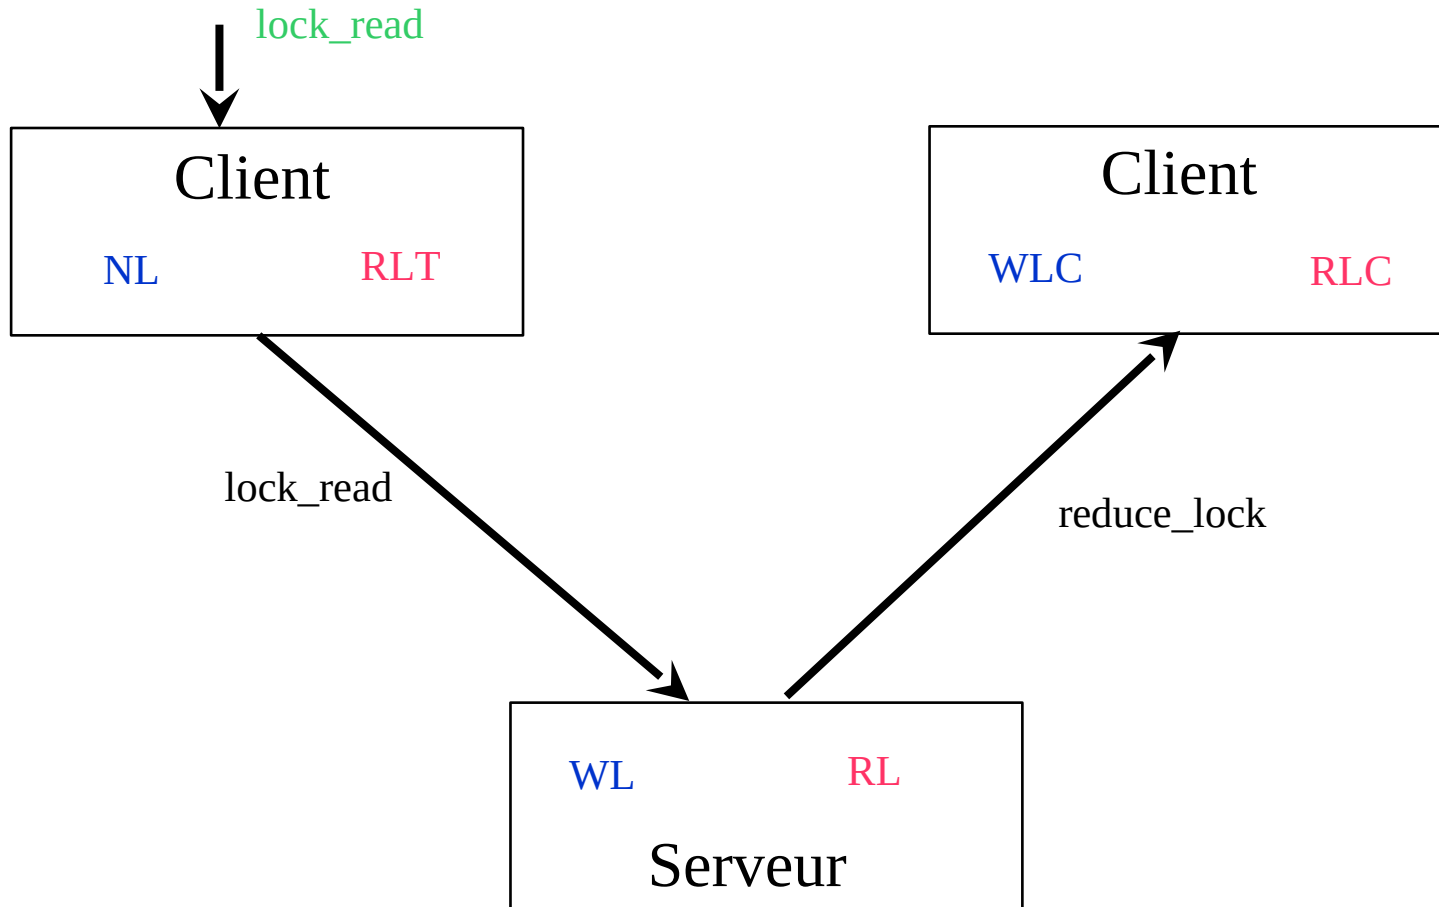 lock_read
Client
NL
RLT
Client
WLC
RLC
lock_read
reduce_lock
WL
RL
Serveur